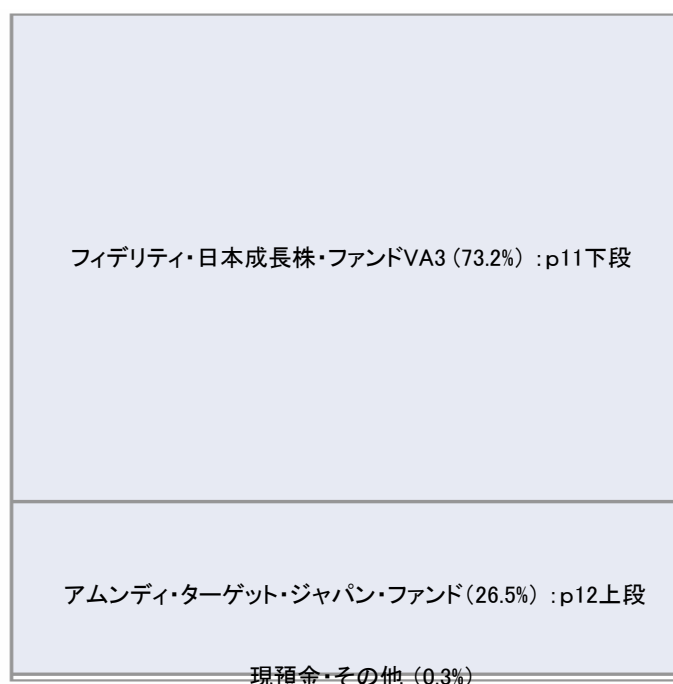 フィデリティ・日本成長株・ファンドVA3 (73.2%) :p11下段
アムンディ・ターゲット・ジャパン・ファンド(26.5%) :p12上段
現預金・その他 (0.3%)